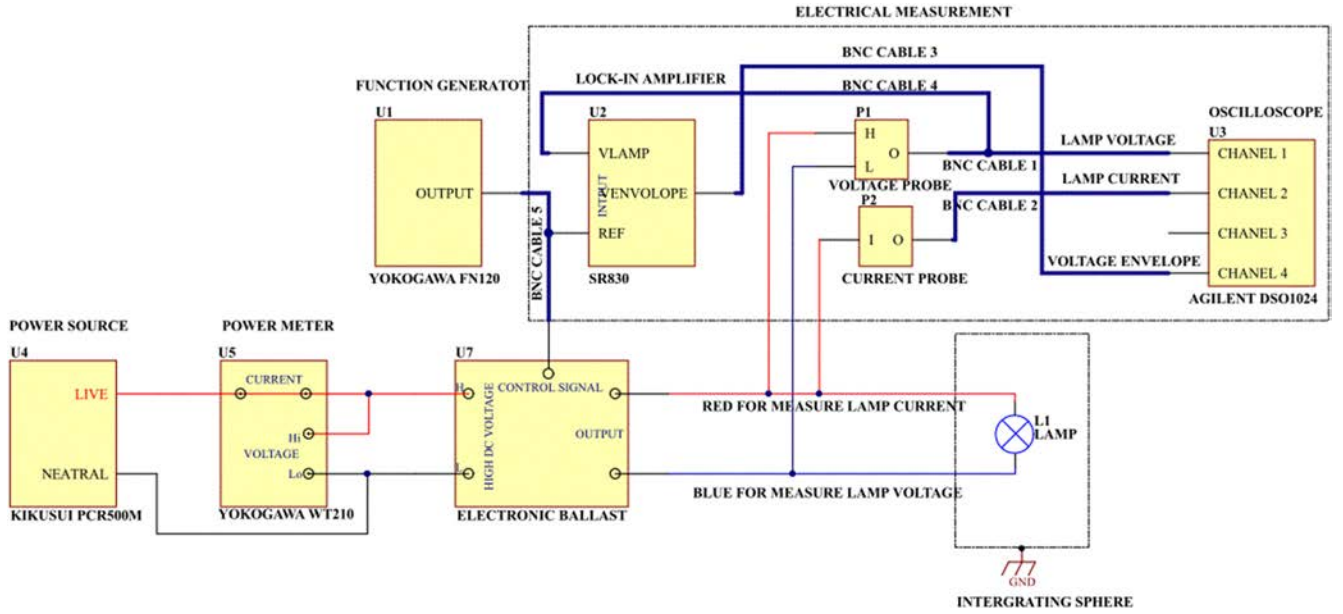 ELECTRICAL MEASUREMENT
BNC CABLE 3
FUNCTION GENERATOT
LOCK-IN AMPLIFIER
BNC CABLE 4
U1
U2
P1
OSCILLOSCOPE
U3
H
LAMP VOLTAGE
VLAMP
O
CHANEL 1
L
BNC CABLE 1
VOLTAGE PROBE
LAMP CURRENT
OUTPUT
VENVOLOPE
INTPUT
P2
BNC CABLE 2
CHANEL 2
BNC CABLE 5
REF
I
O
CHANEL 3
VOLTAGE ENVELOPE
CHANEL 4
YOKOGAWA FN120
SR830
CURRENT PROBE
AGILENT DSO1024
POWER SOURCE
POWER METER
U4
U5
U7
CURRENT
H
CONTROL SIGNAL
LIVE
RED FOR MEASURE LAMP CURRENT
L1
LAMP
HIGH DC VOLTAGE
OUTPUT
Hi
VOLTAGE
NEATRAL
Lo
L
BLUE FOR MEASURE LAMP VOLTAGE
KIKUSUI PCR500M
YOKOGAWA WT210
ELECTRONIC BALLAST
GND
INTERGRATING SPHERE